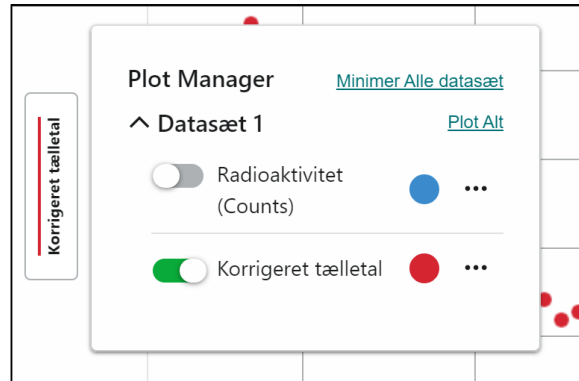 Korrigeret tælletal
Plot Manager
Minimer Alle datasæt
Datasæt 1
Plot Alt
Radioaktivitet
(Counts)
Korrigeret tælletal